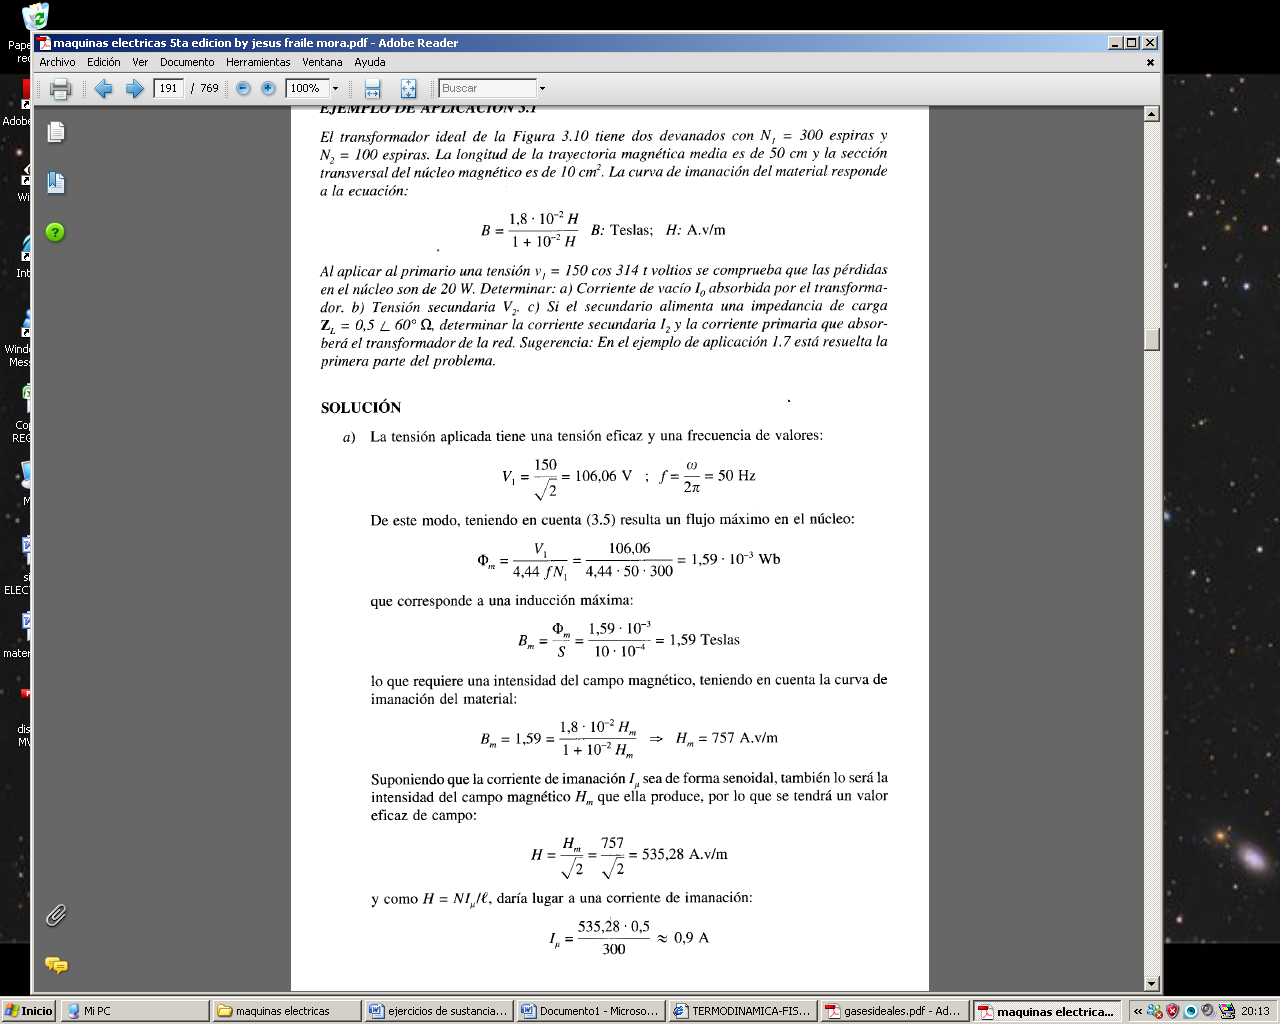 Pape
rec
maquinas electricas 5ta edicion by jesus fraile mora.pdf - Adobe Reader
Archivo Edición Ver Documento Herramientas Ventana Ayuda
191 / 769 100% Buscar
Adobe
Wi
Int
Wind
Mess
Co
REG
M
si
ELEC
mater
dis
MV
EJEMPLO DE APLICACIÓN 3.1
El transformador ideal de la Figura 3.10 tiene dos devanados con N₁ = 300 espiras y
N₂ = 100 espiras. La longitud de la trayectoria magnética media es de 50 cm y la sección
transversal del núcleo magnético es de 10 cm². La curva de imanación del material responde
a la ecuación:
B = 1,8 · 10⁻² H / 1 + 10⁻² H B: Teslas; H: A.v/m
Al aplicar al primario una tensión v₁ = 150 cos 314 t voltios se comprueba que las pérdidas
en el núcleo son de 20 W. Determinar: a) Corriente de vacío I₀ absorbida por el transforma-
dor. b) Tensión secundaria V₂. c) Si el secundario alimenta una impedancia de carga
Z_L = 0,5 ∠ 60° Ω, determinar la corriente secundaria I₂ y la corriente primaria que absor-
berá el transformador de la red. Sugerencia: En el ejemplo de aplicación 1.7 está resuelta la
primera parte del problema.
SOLUCIÓN
a) La tensión aplicada tiene una tensión eficaz y una frecuencia de valores:
V₁ = 150 / √2 = 106,06 V ; f = ω / 2π = 50 Hz
De este modo, teniendo en cuenta (3.5) resulta un flujo máximo en el núcleo:
Φₘ = V₁ / 4,44 fN₁ = 106,06 / 4,44 · 50 · 300 = 1,59 · 10⁻³ Wb
que corresponde a una inducción máxima:
Bₘ = Φₘ / S = 1,59 · 10⁻³ / 10 · 10⁻⁴ = 1,59 Teslas
lo que requiere una intensidad del campo magnético, teniendo en cuenta la curva de
imanación del material:
Bₘ = 1,59 = 1,8 · 10⁻² Hₘ / 1 + 10⁻² Hₘ ⇒ Hₘ = 757 A.v/m
Suponiendo que la corriente de imanación I_μ sea de forma senoidal, también lo será la
intensidad del campo magnético Hₘ que ella produce, por lo que se tendrá un valor
eficaz de campo:
H = Hₘ / √2 = 757 / √2 = 535,28 A.v/m
y como H = NI_μ/ℓ, daría lugar a una corriente de imanación:
I_μ = 535,28 · 0,5 / 300 ≈ 0,9 A
Inicio Mi PC maquinas electricas ejercicios de sustancia... Documento1 - Microso... TERMODINAMICA-FIS... gasesideales.pdf - Ad... maquinas electrica... « 20:13